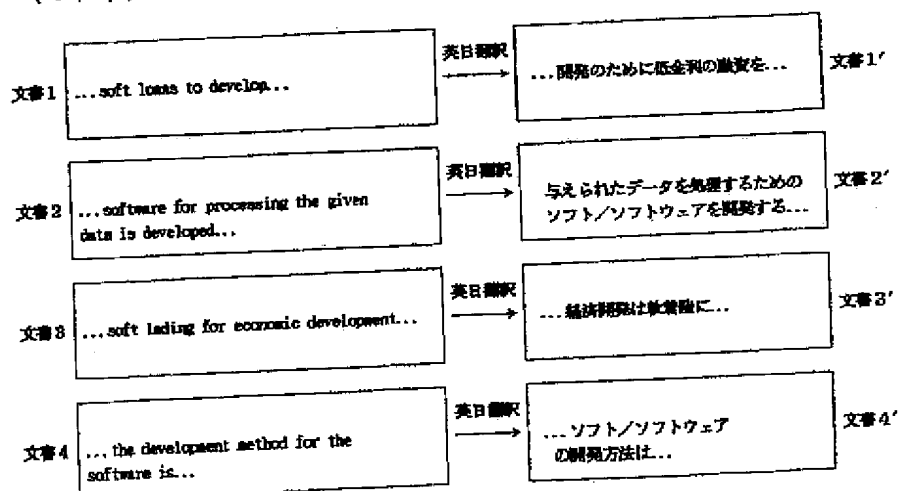 文書1
...soft loans to develop...
英日翻訳
...開発のために低金利の融資を...
文書1′
文書2
...software for processing the given
data is developed...
英日翻訳
与えられたデータを処理するための
ソフト／ソフトウェアを開発する...
文書2′
文書3
...soft lading for economic development...
英日翻訳
...経済開発は軟着陸に...
文書3′
文書4
...the development method for the
software is...
英日翻訳
...ソフト／ソフトウェア
の開発方法は...
文書4′